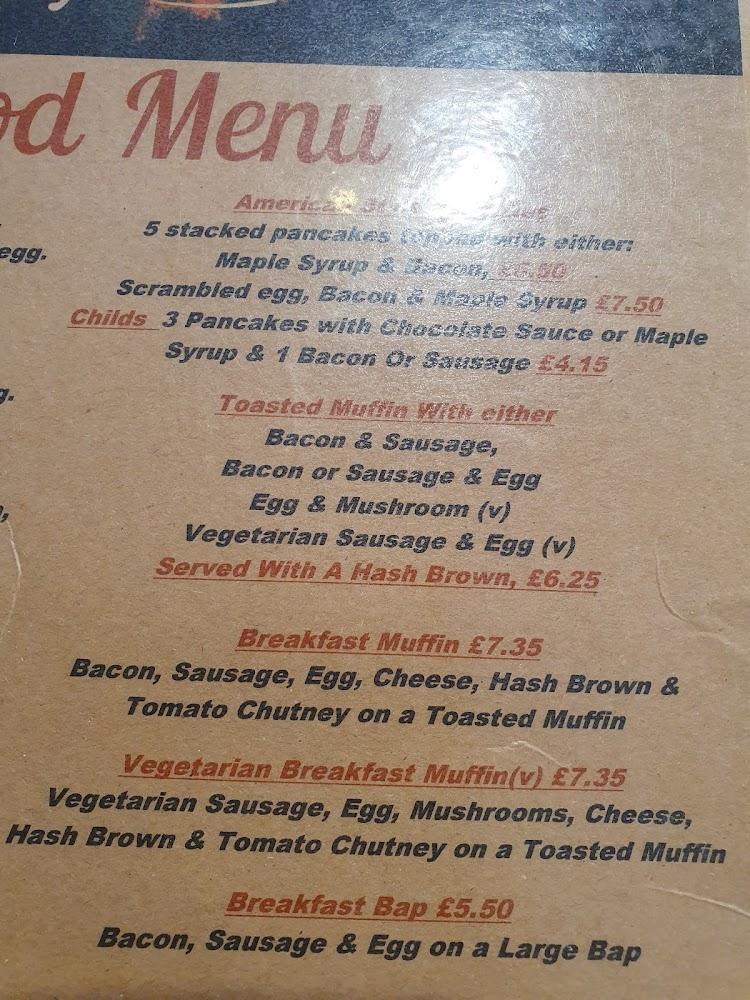 od Menu
egg.
g.
America
5 stacked pancakes with either:
Maple Syrup & Bacon, £6.50
Scrambled egg, Bacon & Maple Syrup £7.50
Childs 3 Pancakes with Chocolate Sauce or Maple
Syrup & 1 Bacon Or Sausage £4.15
Toasted Muffin With either
Bacon & Sausage,
Bacon or Sausage & Egg
Egg & Mushroom (v)
Vegetarian Sausage & Egg (v)
Served With A Hash Brown, £6.25
Breakfast Muffin £7.35
Bacon, Sausage, Egg, Cheese, Hash Brown &
Tomato Chutney on a Toasted Muffin
Vegetarian Breakfast Muffin(v) £7.35
Vegetarian Sausage, Egg, Mushrooms, Cheese,
Hash Brown & Tomato Chutney on a Toasted Muffin
Breakfast Bap £5.50
Bacon, Sausage & Egg on a Large Bap